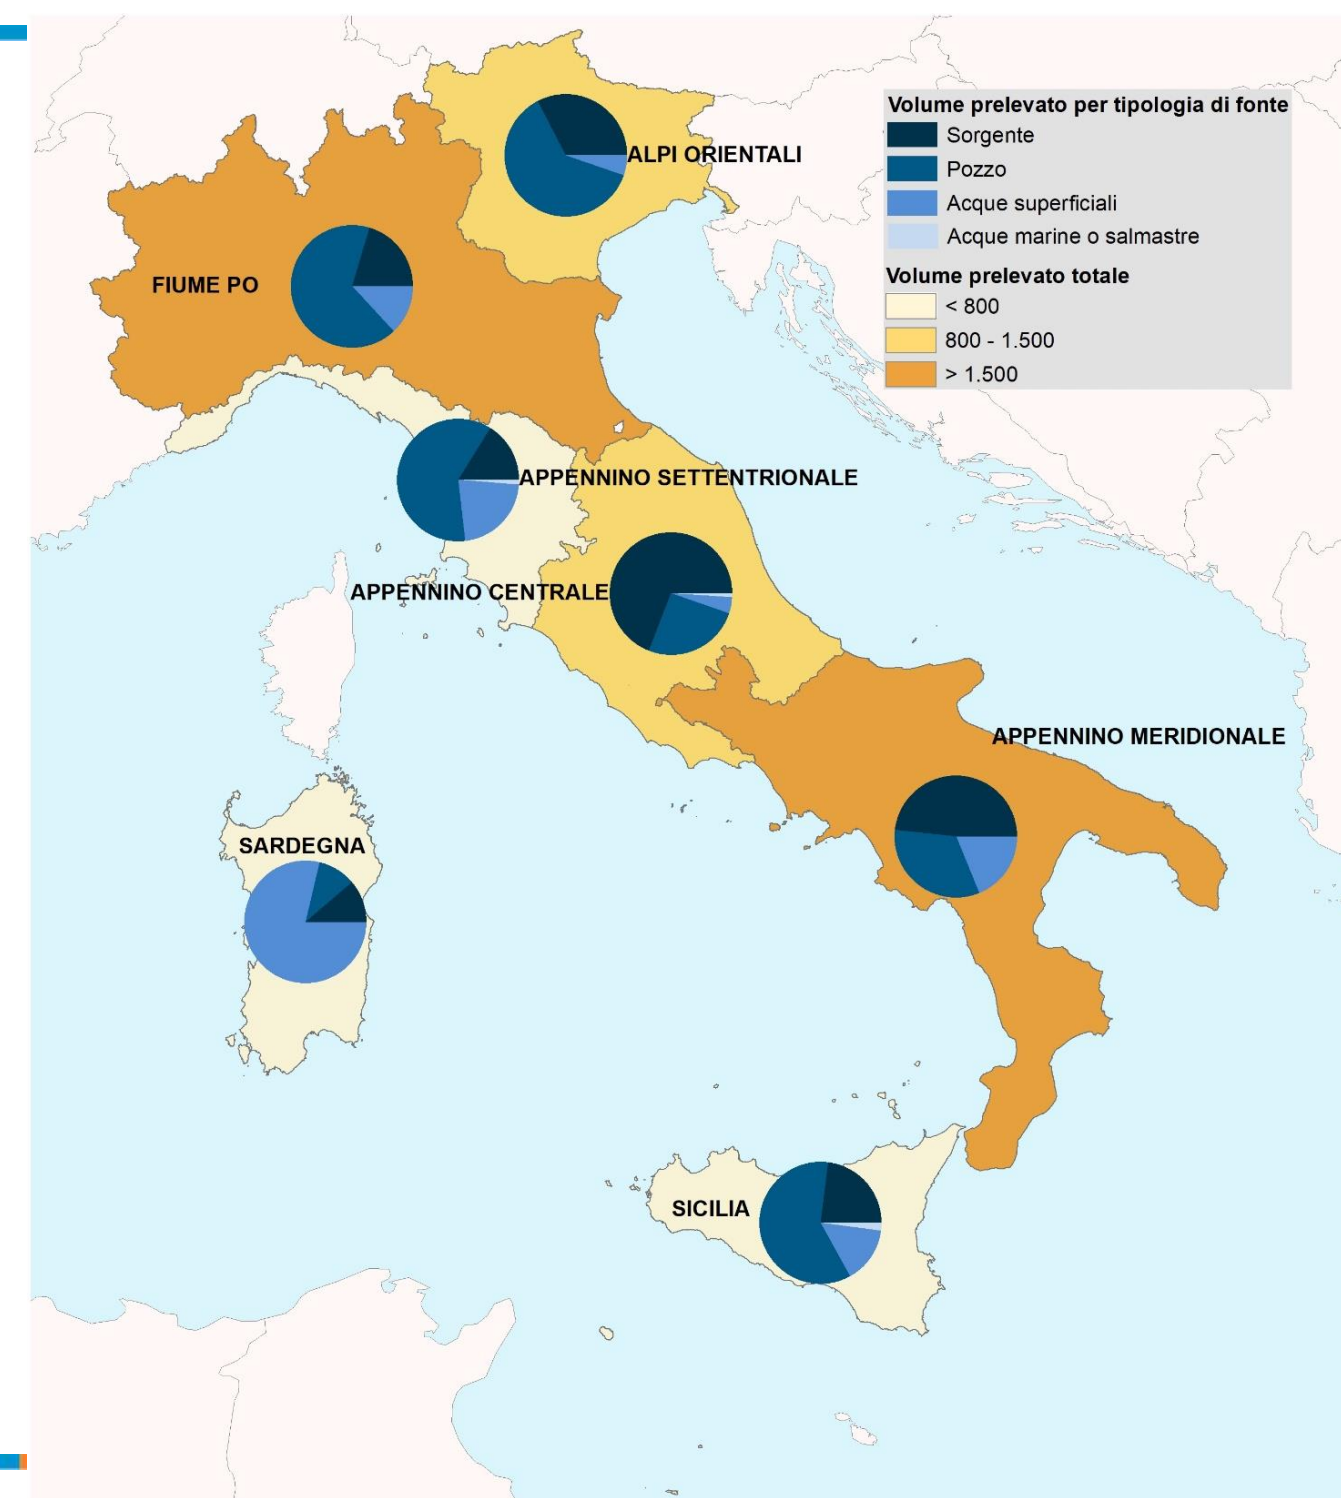 Volume prelevato per tipologia di fonte
Sorgente
Pozzo
Acque superficiali
Acque marine o salmastre
Volume prelevato totale
< 800
800 - 1.500
> 1.500
ALPI ORIENTALI
FIUME PO
APPENNINO SETTENTRIONALE
APPENNINO CENTRALE
APPENNINO MERIDIONALE
SARDEGNA
SICILIA